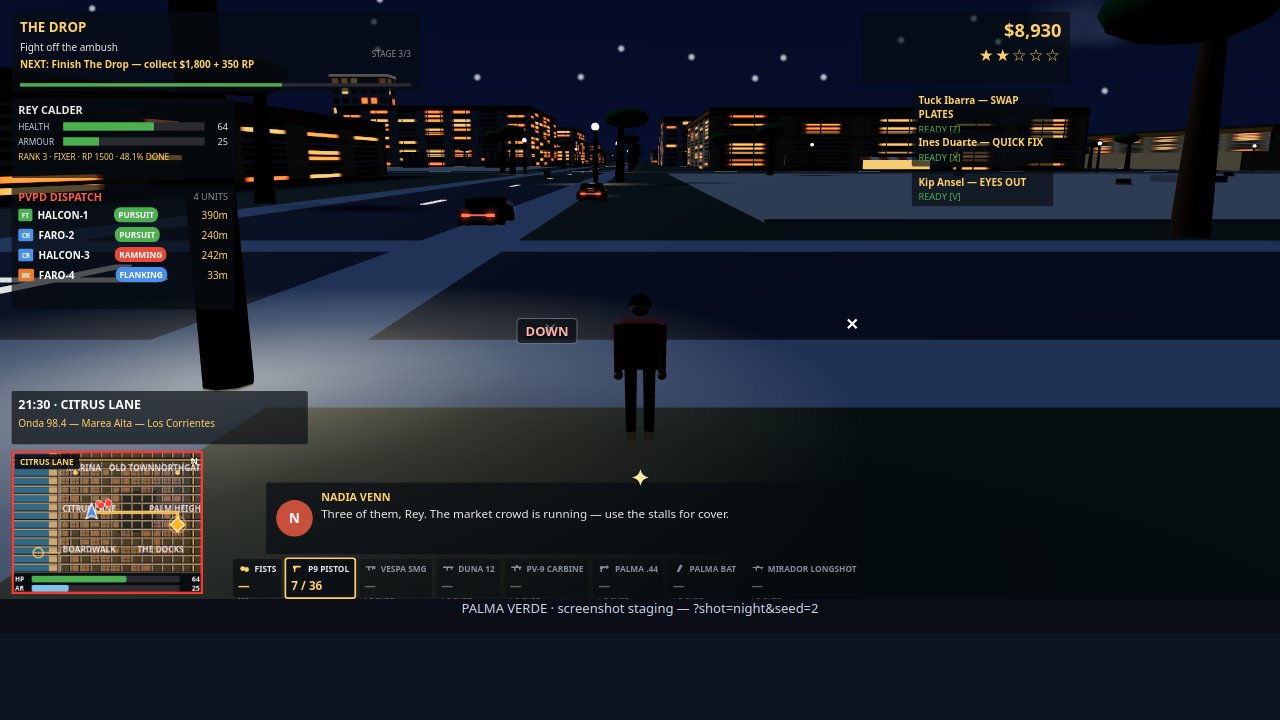 THE DROP
Fight off the ambush
STAGE 3/3
NEXT: Finish The Drop — collect $1,800 + 350 RP
$8,930
REY CALDER
HEALTH 64
ARMOUR 25
RANK 3 · FIXER · RP 1500 · 48.1% DONE
Tuck Ibarra — SWAP
PLATES
READY [Z]
Ines Duarte — QUICK FIX
READY [X]
Kip Ansel — EYES OUT
READY [V]
PVPD DISPATCH 4 UNITS
FT HALCON-1 PURSUIT 390m
CR FARO-2 PURSUIT 240m
CR HALCON-3 RAMMING 242m
BK FARO-4 FLANKING 33m
DOWN
21:30 · CITRUS LANE
Onda 98.4 — Marea Alta — Los Corrientes
CITRUS LANE
N
OLD TOWN
BOARDWALK THE DOCKS
HP 64
AR 25
N
NADIA VENN
Three of them, Rey. The market crowd is running — use the stalls for cover.
FISTS
—
P9 PISTOL
7 / 36
VESPA SMG
—
DUNA 12
—
PV-9 CARBINE
—
PALMA .44
—
PALMA BAT
—
MIRADOR LONGSHOT
—
PALMA VERDE · screenshot staging — ?shot=night&seed=2